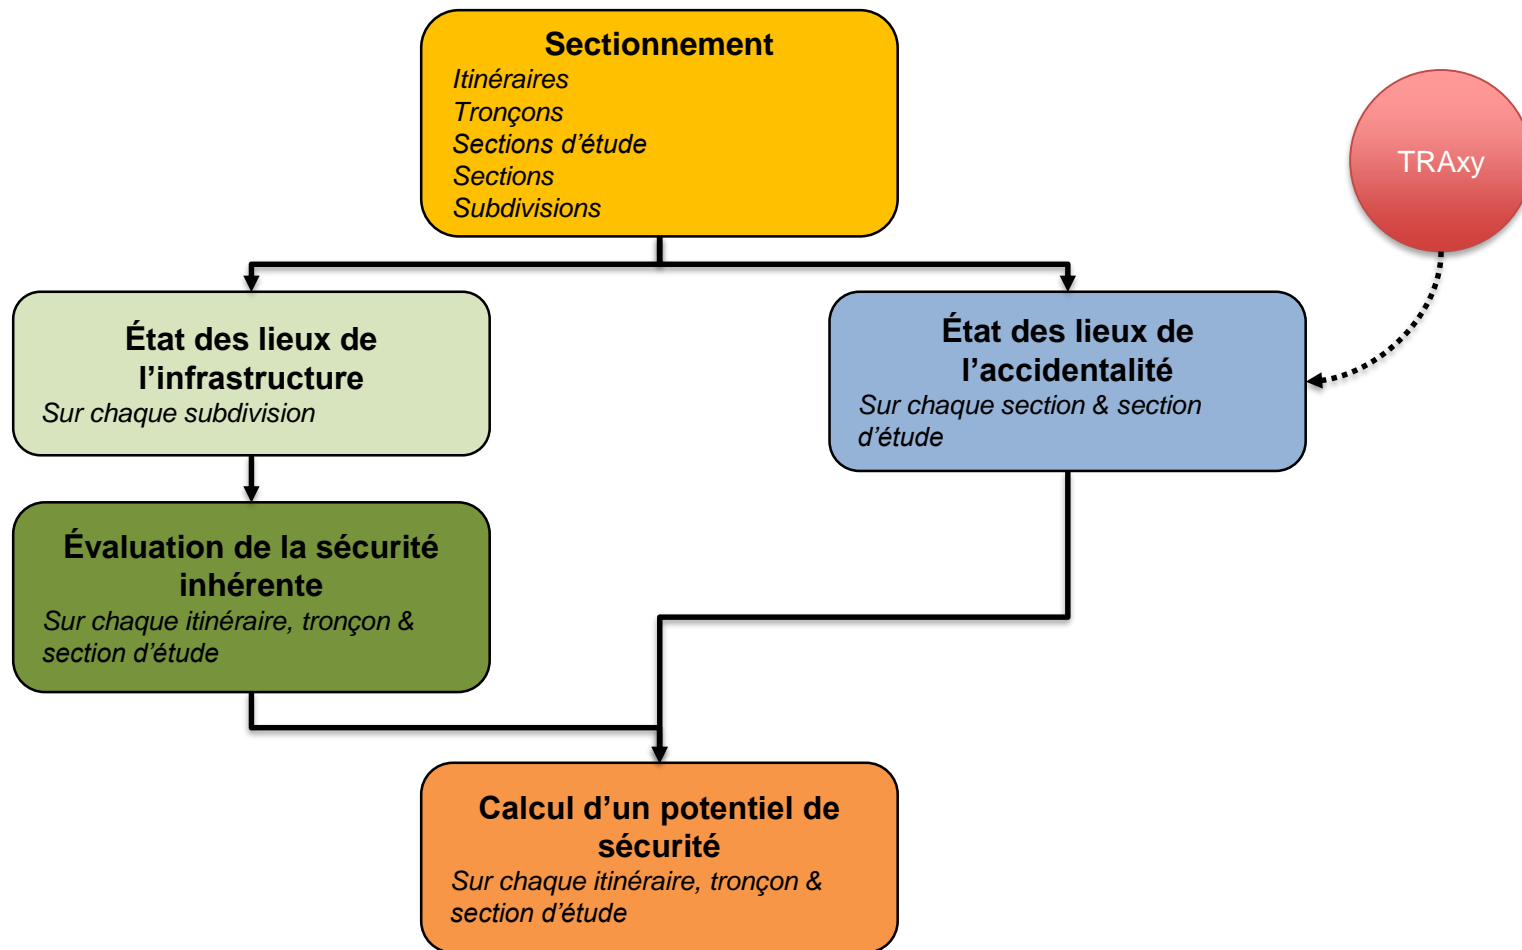 Sectionnement
Itinéraires
Tronçons
Sections d’étude
Sections
Subdivisions
TRAxy
État des lieux de
l’infrastructure
Sur chaque subdivision
État des lieux de
l’accidentalité
Sur chaque section & section
d’étude
Évaluation de la sécurité
inhérente
Sur chaque itinéraire, tronçon &
section d’étude
Calcul d’un potentiel de
sécurité
Sur chaque itinéraire, tronçon &
section d’étude